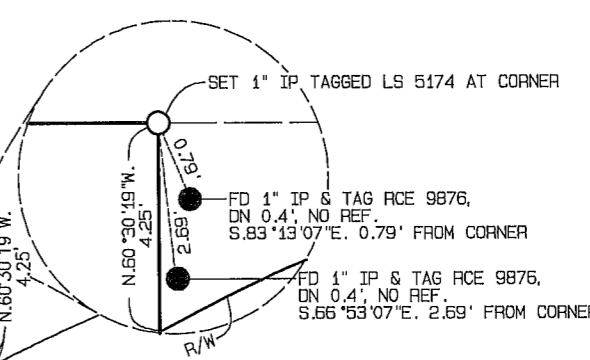 SET 1" IP TAGGED LS 5174 AT CORNER
0.79'
FD 1" IP & TAG RCE 9876,
DN 0.4', NO REF.
S.83°13'07"E. 0.79' FROM CORNER
N.60°30'19"W.
4.25'
2.69'
FD 1" IP & TAG RCE 9876,
DN 0.4', NO REF.
S.66°53'07"E. 2.69' FROM CORNER
N.60°30'19 W.
4.25'
R/W